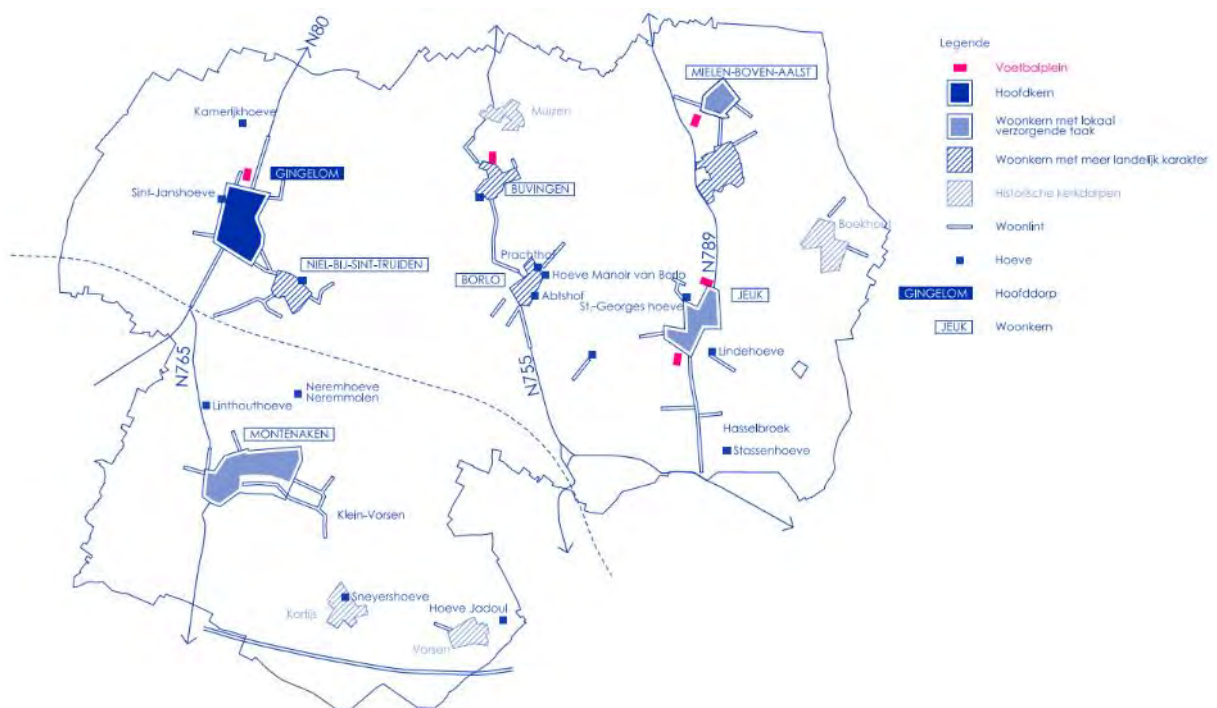 N80
Kamerijkhoeve
GINGELOM
Sint-Janshoeve
NIEL-BIJ-SINT-TRUIDEN
N765
Neremhoeve
Neremmolen
Linthouthoeve
MONTENAKEN
Klein-Vorsen
Sneyershoeve
Kortijs
Hoeve Jadoul
Vorsen
Muizen
BUVINGEN
Prachthof
BORLO
Hoeve Manoir van Borlo
Abtshof
St.-Georges hoeve
N755
MIELEN-BOVEN-AALST
N789
Boekhout
JEUK
Lindehoeve
Hasselbroek
Stassenhoeve
Legende
Voetbalplein
Hoofdkern
Woonkern met lokaal
verzorgende taak
Woonkern met meer landelijk karakter
Historische kerkdorpen
Woonlint
Hoeve
GINGELOM Hoofddorp
JEUK Woonkern